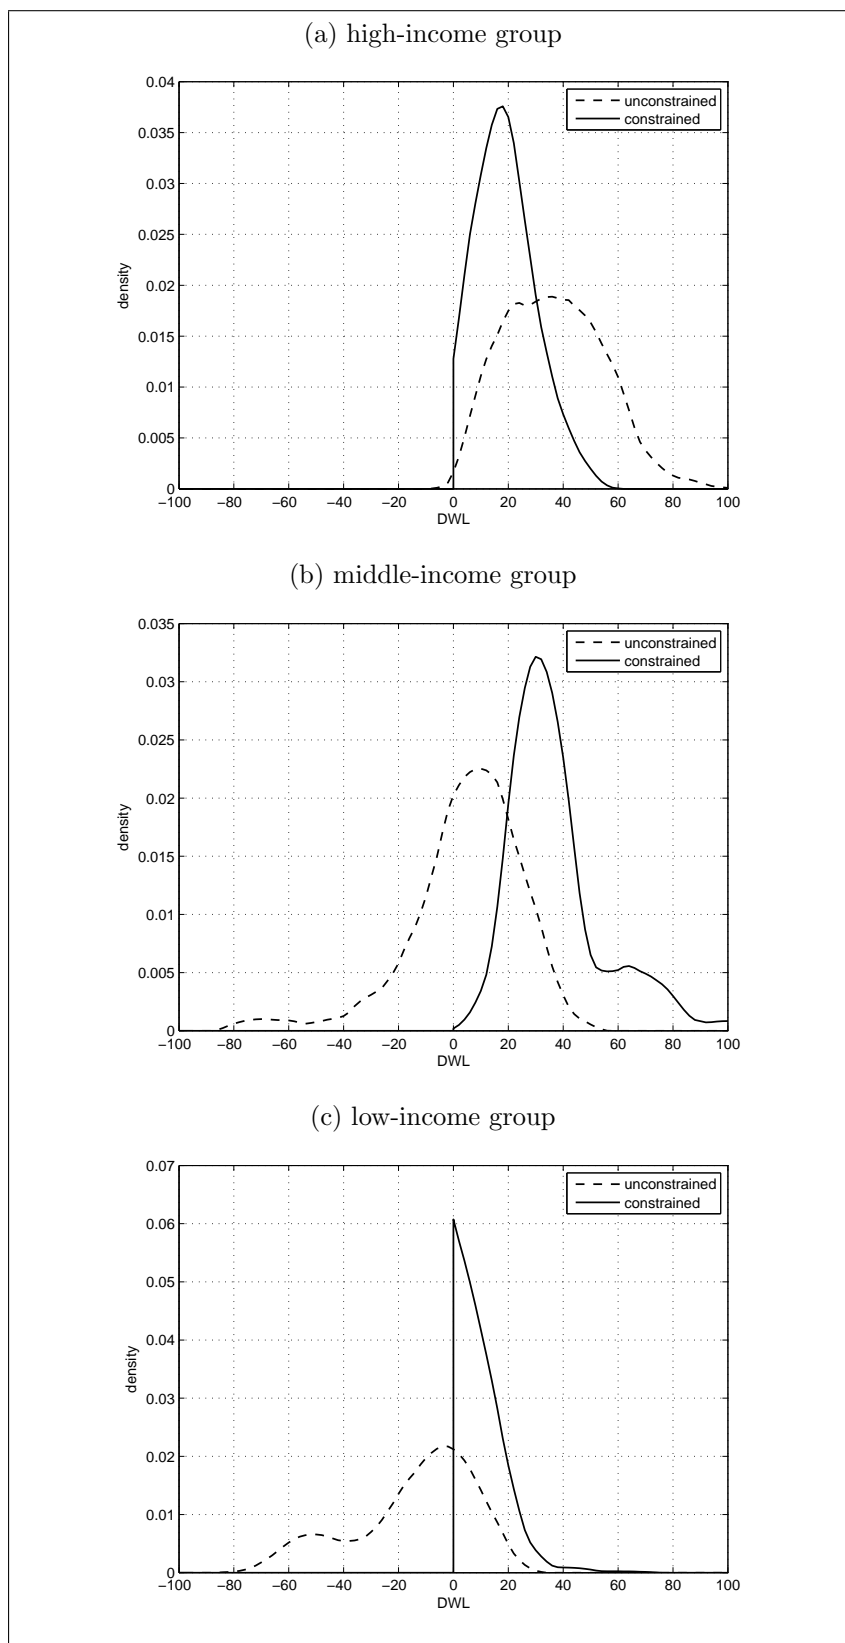 (a) high-income group
0.04
0.035
0.03
0.025
0.02
0.015
0.01
0.005
0
density
unconstrained
constrained
−100 −80 −60 −40 −20 0 20 40 60 80 100
DWL
(b) middle-income group
0.035
0.03
0.025
0.02
0.015
0.01
0.005
0
density
unconstrained
constrained
−100 −80 −60 −40 −20 0 20 40 60 80 100
DWL
(c) low-income group
0.07
0.06
0.05
0.04
0.03
0.02
0.01
0
density
unconstrained
constrained
−100 −80 −60 −40 −20 0 20 40 60 80 100
DWL